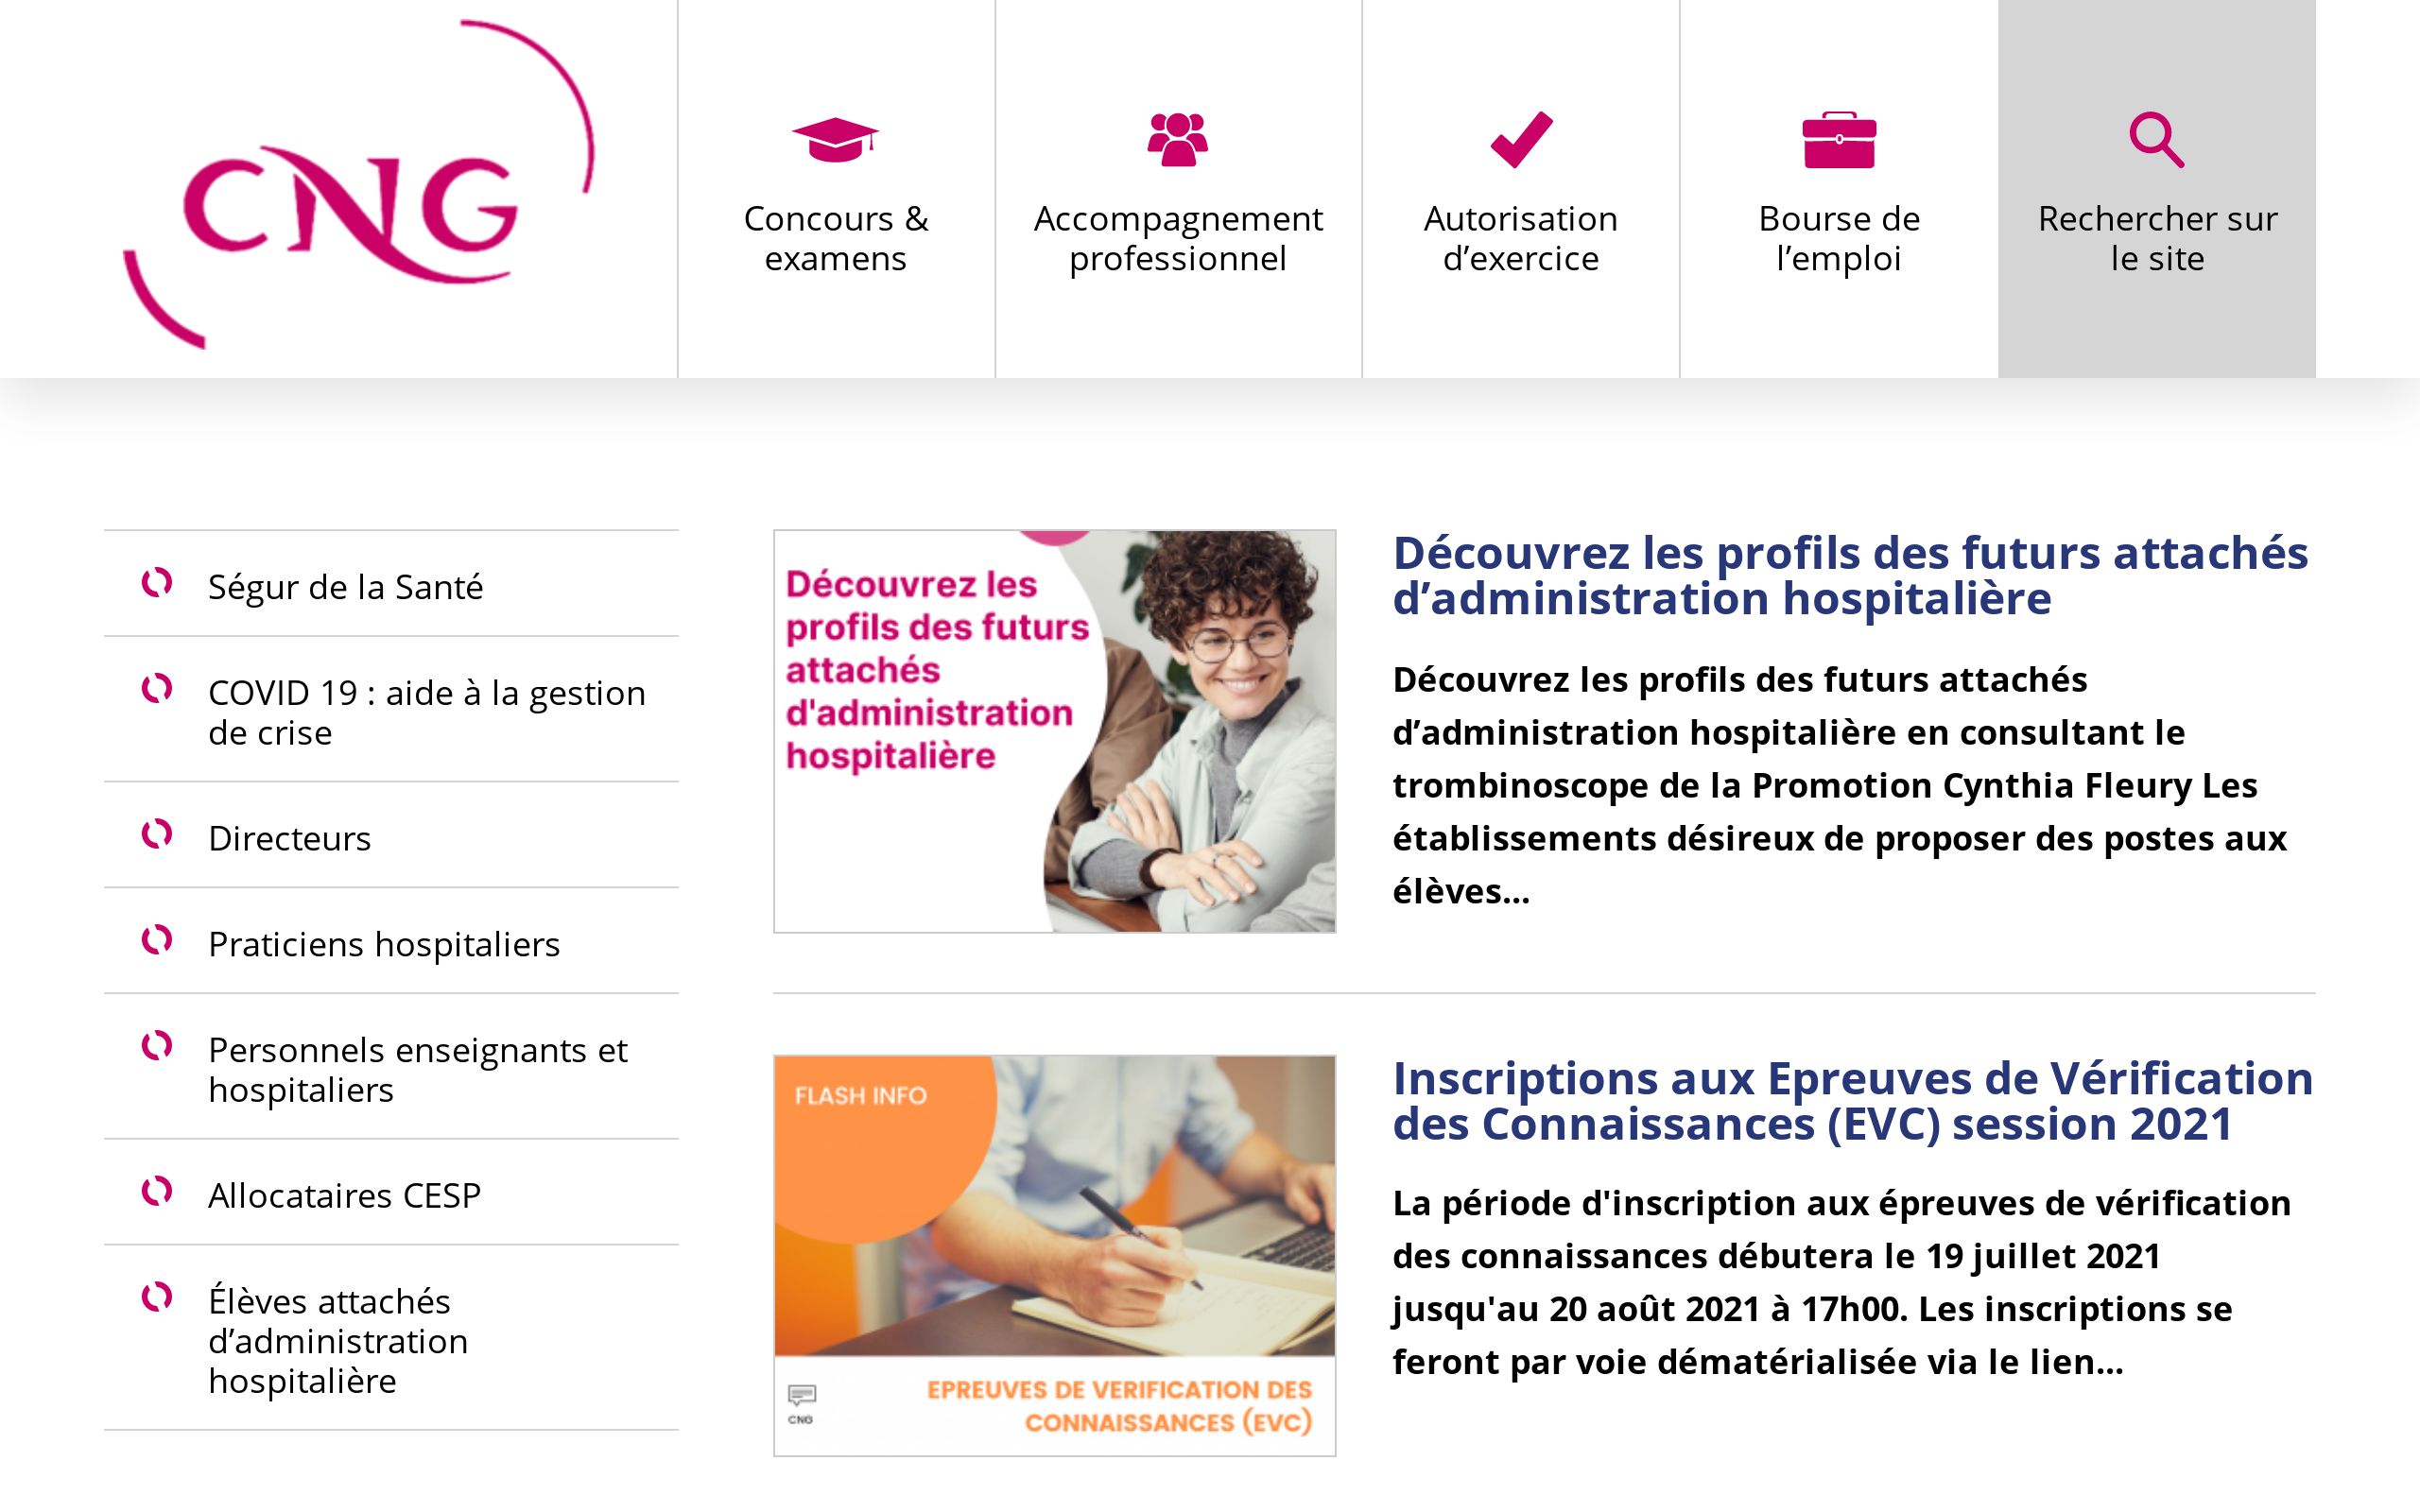 CNG
Concours &
examens
Accompagnement
professionnel
Autorisation
d’exercice
Bourse de
l’emploi
Rechercher sur
le site
Ségur de la Santé
COVID 19 : aide à la gestion
de crise
Directeurs
Praticiens hospitaliers
Personnels enseignants et
hospitaliers
Allocataires CESP
Élèves attachés
d’administration
hospitalière
Découvrez les
profils des futurs
attachés
d'administration
hospitalière
Découvrez les profils des futurs attachés
d’administration hospitalière
Découvrez les profils des futurs attachés
d’administration hospitalière en consultant le
trombinoscope de la Promotion Cynthia Fleury Les
établissements désireux de proposer des postes aux
élèves...
FLASH INFO
CNG
EPREUVES DE VERIFICATION DES
CONNAISSANCES (EVC)
Inscriptions aux Epreuves de Vérification
des Connaissances (EVC) session 2021
La période d'inscription aux épreuves de vérification
des connaissances débutera le 19 juillet 2021
jusqu'au 20 août 2021 à 17h00. Les inscriptions se
feront par voie dématérialisée via le lien...